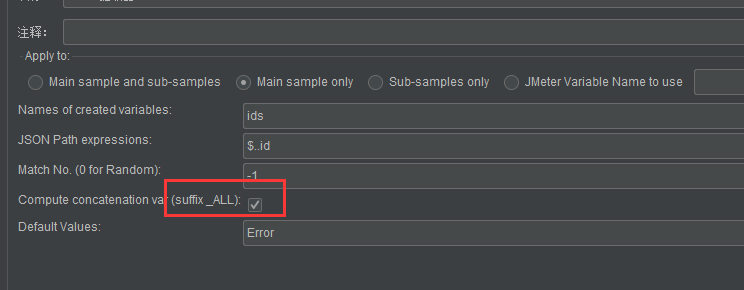 注释：
Apply to:
Main sample and sub-samples Main sample only Sub-samples only JMeter Variable Name to use
Names of created variables: ids
JSON Path expressions: $..id
Match No. (0 for Random): -1
Compute concatenation var (suffix _ALL):
Default Values: Error